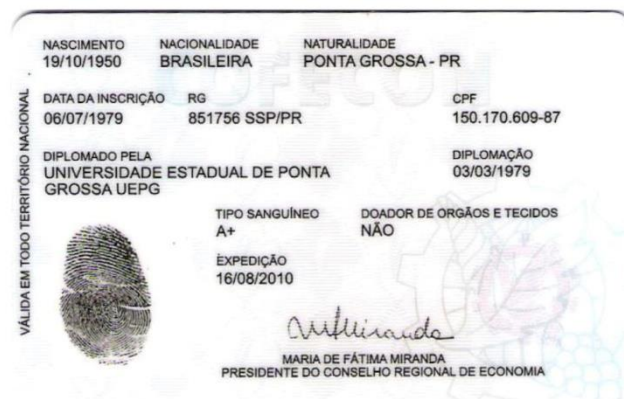 NASCIMENTO NACIONALIDADE NATURALIDADE
19/10/1950 BRASILEIRA PONTA GROSSA - PR
DATA DA INSCRIÇÃO RG CPF
06/07/1979 851756 SSP/PR 150.170.609-87
DIPLOMADO PELA DIPLOMAÇÃO
UNIVERSIDADE ESTADUAL DE PONTA 03/03/1979
GROSSA UEPG
TIPO SANGUÍNEO DOADOR DE ORGÃOS E TECIDOS
A+ NÃO
EXPEDIÇÃO
16/08/2010
MARIA DE FÁTIMA MIRANDA
PRESIDENTE DO CONSELHO REGIONAL DE ECONOMIA
VÁLIDA EM TODO TERRITÓRIO NACIONAL
COFECON